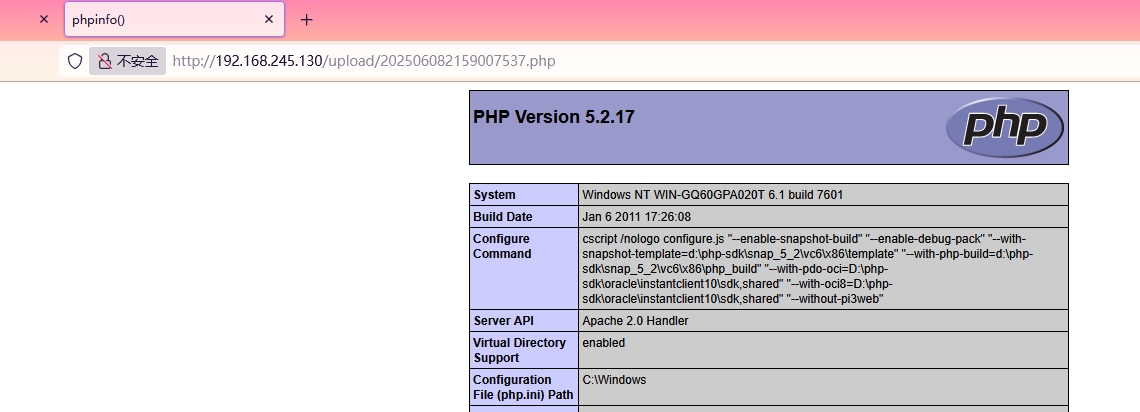 phpinfo()
不安全 http://192.168.245.130/upload/202506082159007537.php
PHP Version 5.2.17
php
System Windows NT WIN-GQ60GPA020T 6.1 build 7601
Build Date Jan 6 2011 17:26:08
Configure Command
cscript /nologo configure.js "--enable-snapshot-build" "--enable-debug-pack" "--with-
snapshot-template=d:\php-sdk\snap_5_2\vc6\x86\template" "--with-php-build=d:\php-
sdk\snap_5_2\vc6\x86\php_build" "--with-pdo-oci=D:\php-
sdk\oracle\instantclient10\sdk,shared" "--with-oci8=D:\php-
sdk\oracle\instantclient10\sdk,shared" "--without-pi3web"
Server API Apache 2.0 Handler
Virtual Directory
Support
enabled
Configuration
File (php.ini) Path
C:\Windows